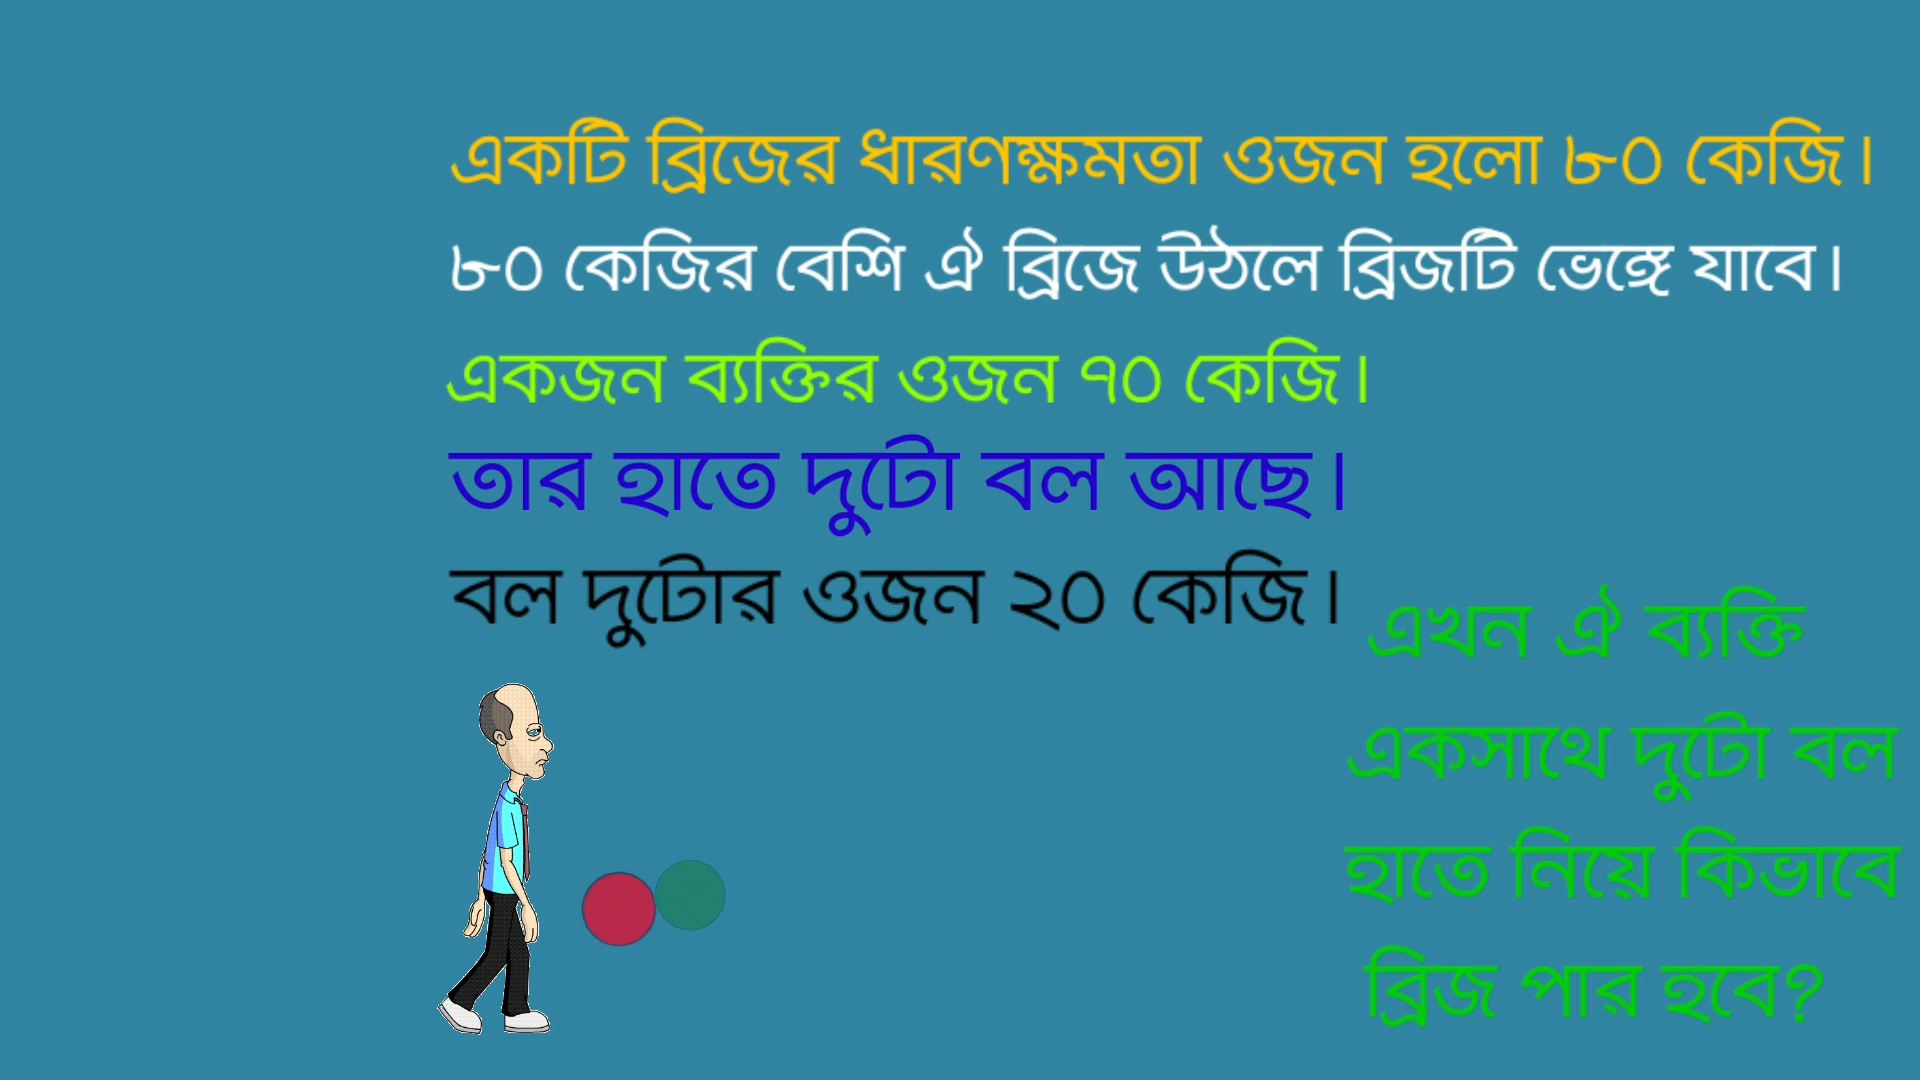 একটি ব্রিজের ধারণক্ষমতা ওজন হলো ৮০ কেজি।
৮০ কেজির বেশি ঐ ব্রিজে উঠলে ব্রিজটি ভেঙ্গে যাবে।
একজন ব্যক্তির ওজন ৭০ কেজি।
তার হাতে দুটো বল আছে।
বল দুটোর ওজন ২০ কেজি।
এখন ঐ ব্যক্তি
একসাথে দুটো বল
হাতে নিয়ে কিভাবে
ব্রিজ পার হবে?